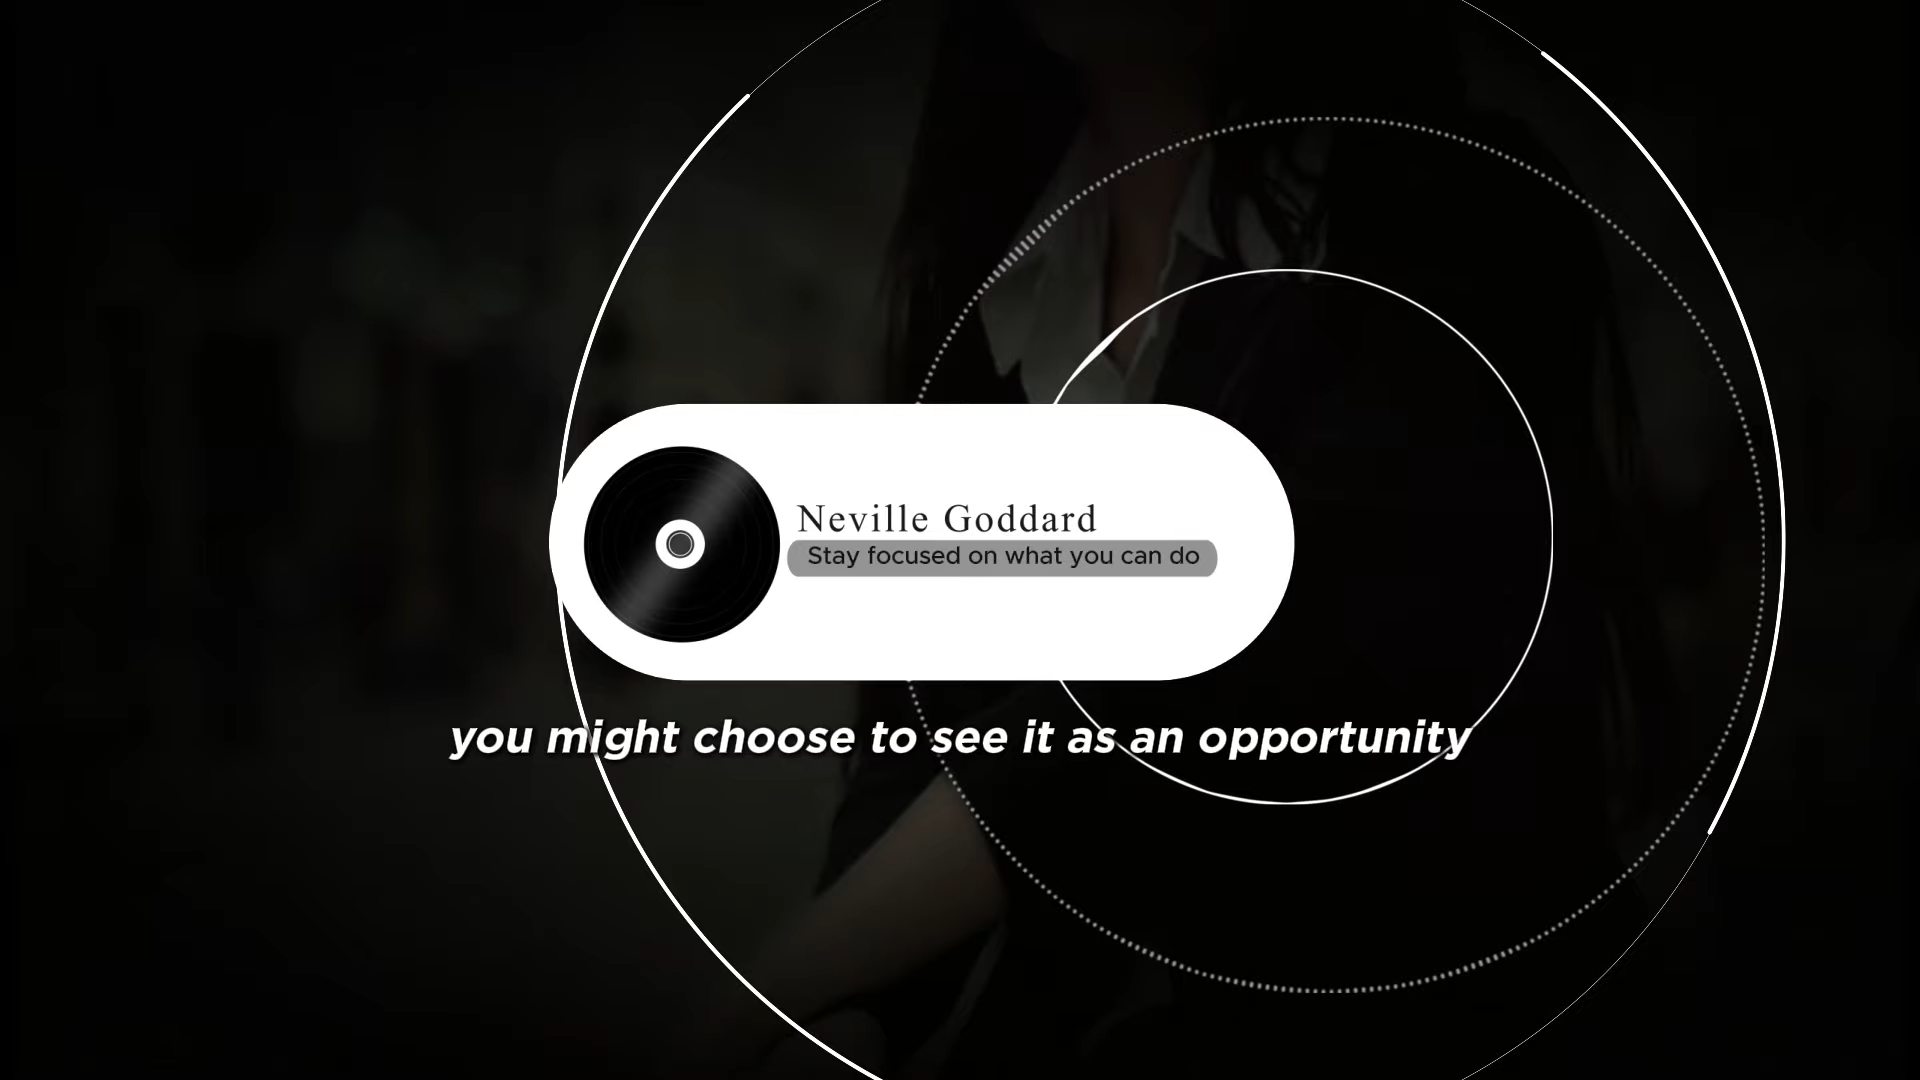 Neville Goddard
Stay focused on what you can do
you might choose to see it as an opportunity